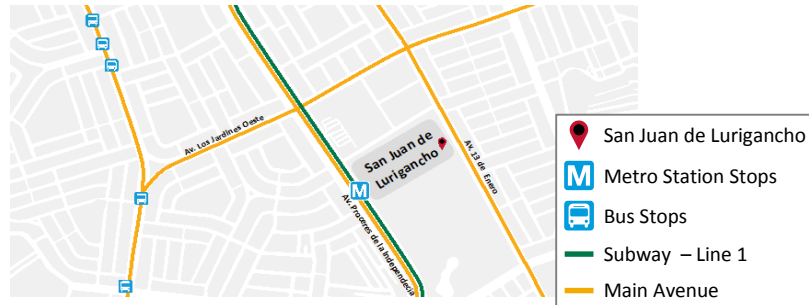 Av. Los Jardines Oeste
San Juan de
Lurigancho
Av. 13 de Enero
M
Av. Proceres de la Independecia
San Juan de Lurigancho
M Metro Station Stops
Bus Stops
Subway – Line 1
Main Avenue